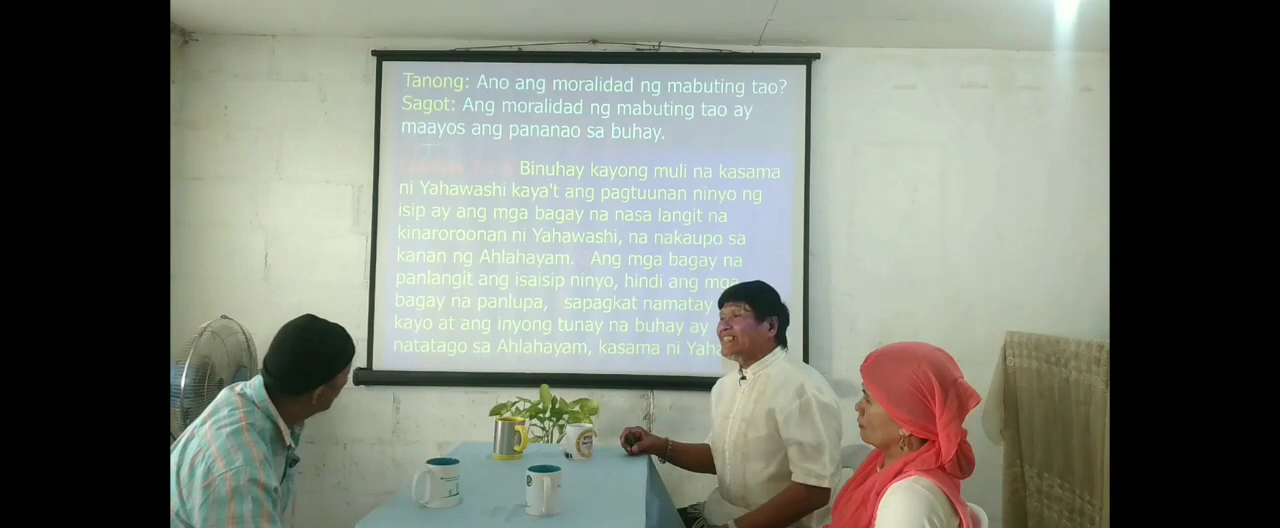 Tanong: Ano ang moralidad ng mabuting tao?
Sagot: Ang moralidad ng mabuting tao ay
maayos ang pananao sa buhay.
Binuhay kayong muli na kasama
ni Yahawashi kaya't ang pagtuunan ninyo ng
isip ay ang mga bagay na nasa langit na
kinaroroonan ni Yahawashi, na nakaupo sa
kanan ng Ahlahayam. Ang mga bagay na
panlangit ang isaisip ninyo, hindi ang mga
bagay na panlupa, sapagkat namatay
kayo at ang inyong tunay na buhay ay
natatago sa Ahlahayam, kasama ni